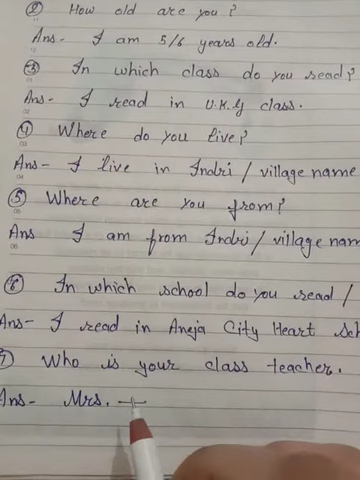 ② How old are you?
Ans- I am 5/6 years old.
③ In which class do you read?
Ans- I read in U.K.G class.
④ Where do you live?
Ans- I live in Indri / village name
⑤ Where are you from?
Ans I am from Indri / village nam
⑥ In which school do you read /
Ans- I read in Aneja City Heart Sch
7) Who is your class teacher.
Ans- Mrs. —